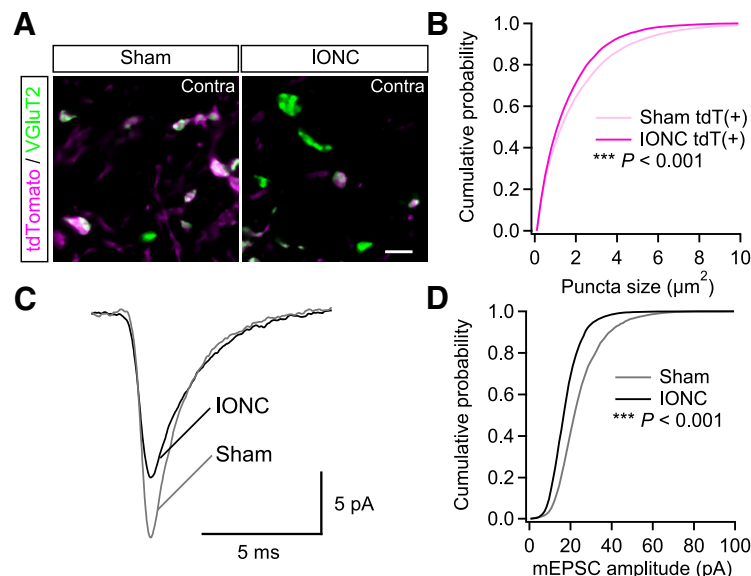 A
Sham
IONC
tdTomato / VGluT2
Contra
Contra
B
Cumulative probability
1.0
0.8
0.6
0.4
0.2
0.0
Sham tdT(+)
IONC tdT(+)
*** P < 0.001
0
2
4
6
8
10
Puncta size (µm²)
C
IONC
Sham
5 pA
5 ms
D
Cumulative probability
1.0
0.8
0.6
0.4
0.2
0.0
Sham
IONC
*** P < 0.001
0
20
40
60
80
100
mEPSC amplitude (pA)